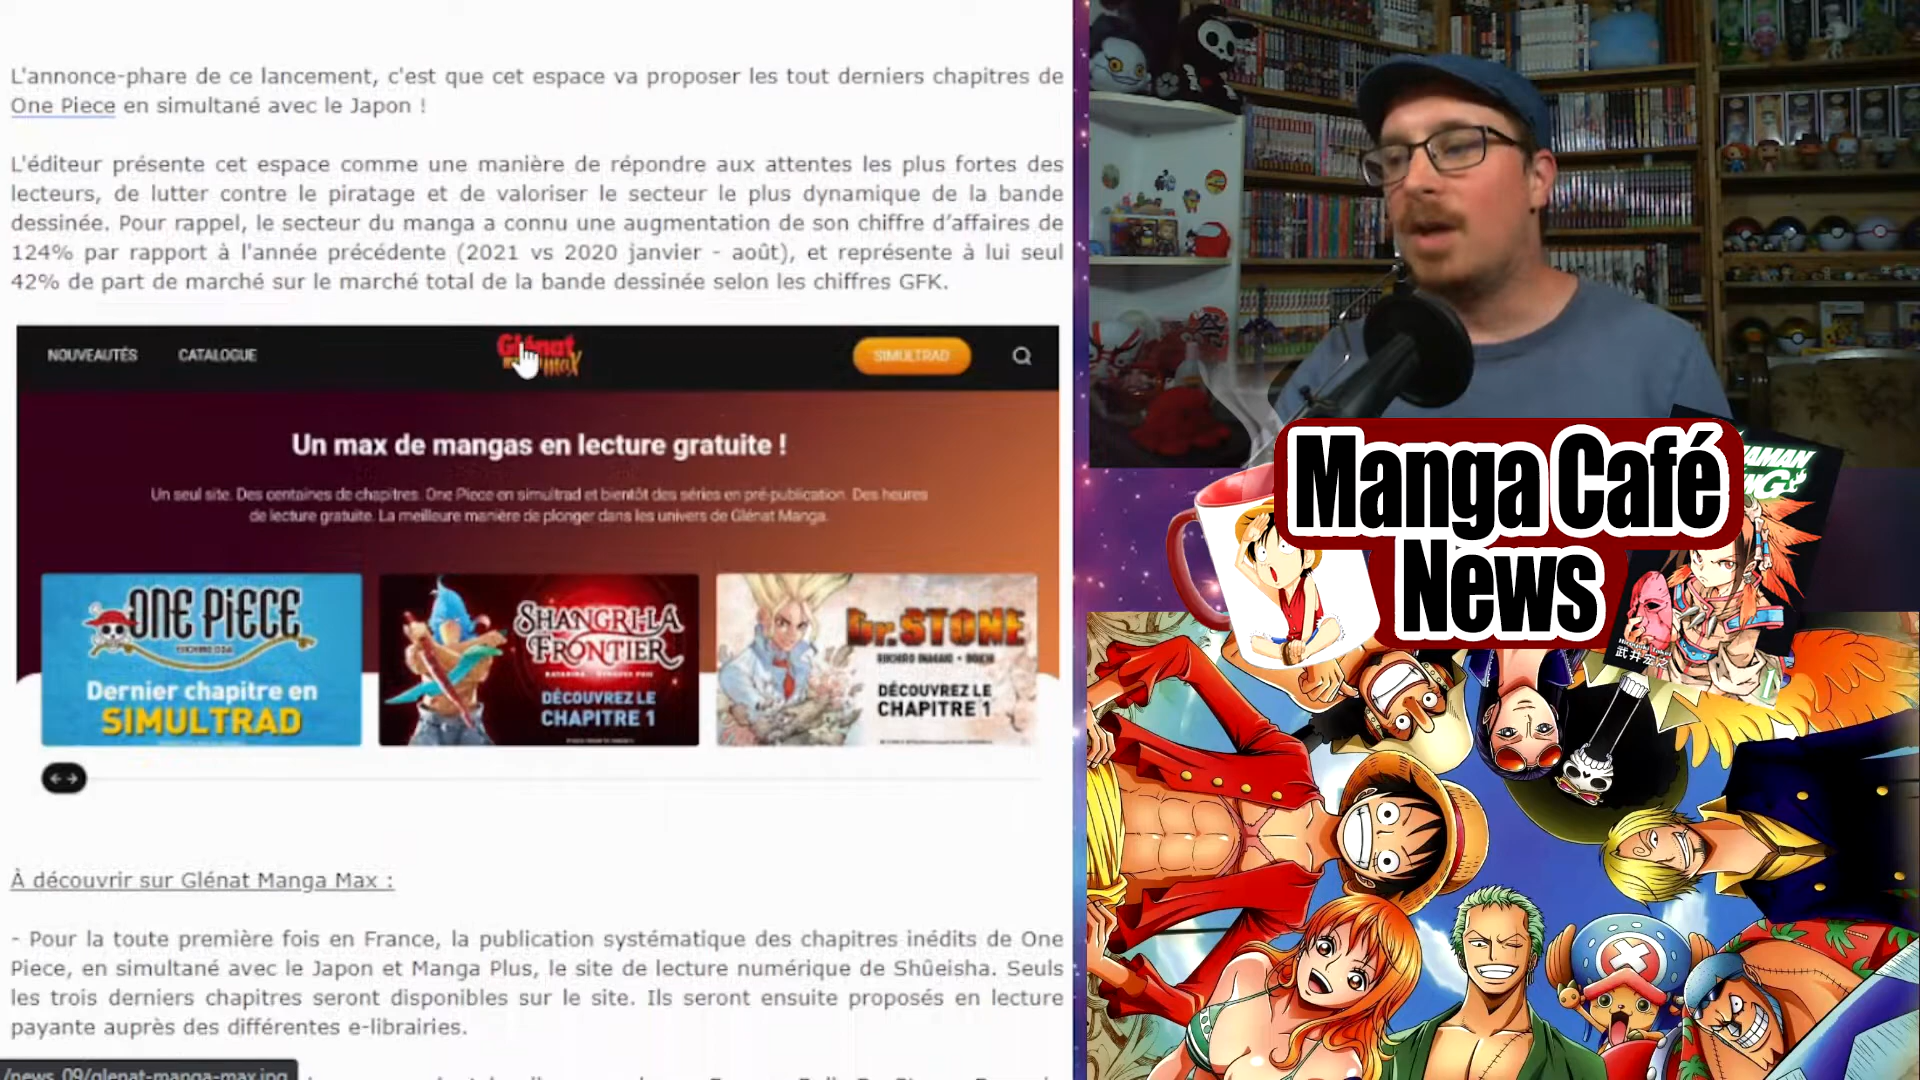 L'annonce-phare de ce lancement, c'est que cet espace va proposer les tout derniers chapitres de
One Piece en simultané avec le Japon !
L'éditeur présente cet espace comme une manière de répondre aux attentes les plus fortes des
lecteurs, de lutter contre le piratage et de valoriser le secteur le plus dynamique de la bande
dessinée. Pour rappel, le secteur du manga a connu une augmentation de son chiffre d’affaires de
124% par rapport à l'année précédente (2021 vs 2020 janvier - août), et représente à lui seul
42% de part de marché sur le marché total de la bande dessinée selon les chiffres GFK.
NOUVEAUTÉS CATALOGUE Glénat max SIMULTRAD
Un max de mangas en lecture gratuite !
Un seul site. Des centaines de chapitres. One Piece en simultrad et bientôt des séries en pré-publication. Des heures
de lecture gratuite. La meilleure manière de plonger dans les univers de Glénat Manga.
ONE PIECE
EIICHIRO ODA
Dernier chapitre en
SIMULTRAD
SHANGRI-LA
FRONTIER
DÉCOUVREZ LE
CHAPITRE 1
Dr.STONE
RIICHIRO INAGAKI • BOICHI
DÉCOUVREZ LE
CHAPITRE 1
À découvrir sur Glénat Manga Max :
- Pour la toute première fois en France, la publication systématique des chapitres inédits de One
Piece, en simultané avec le Japon et Manga Plus, le site de lecture numérique de Shûeisha. Seuls
les trois derniers chapitres seront disponibles sur le site. Ils seront ensuite proposés en lecture
payante auprès des différentes e-librairies.
/news_09/glenat-manga-max.jpg
Manga Café
News
武井宏之
1